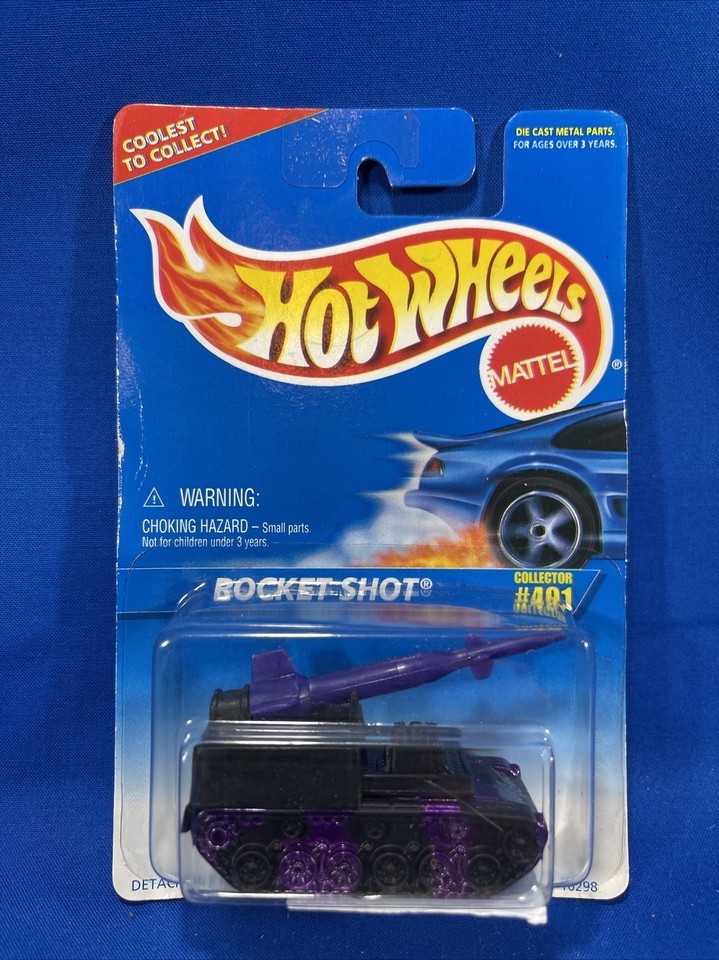 COOLEST
TO COLLECT!
DIE CAST METAL PARTS.
FOR AGES OVER 3 YEARS.
HOT WHEELS
MATTEL
®
⚠ WARNING:
CHOKING HAZARD – Small parts.
Not for children under 3 years.
ROCKET-SHOT®
COLLECTOR
#491